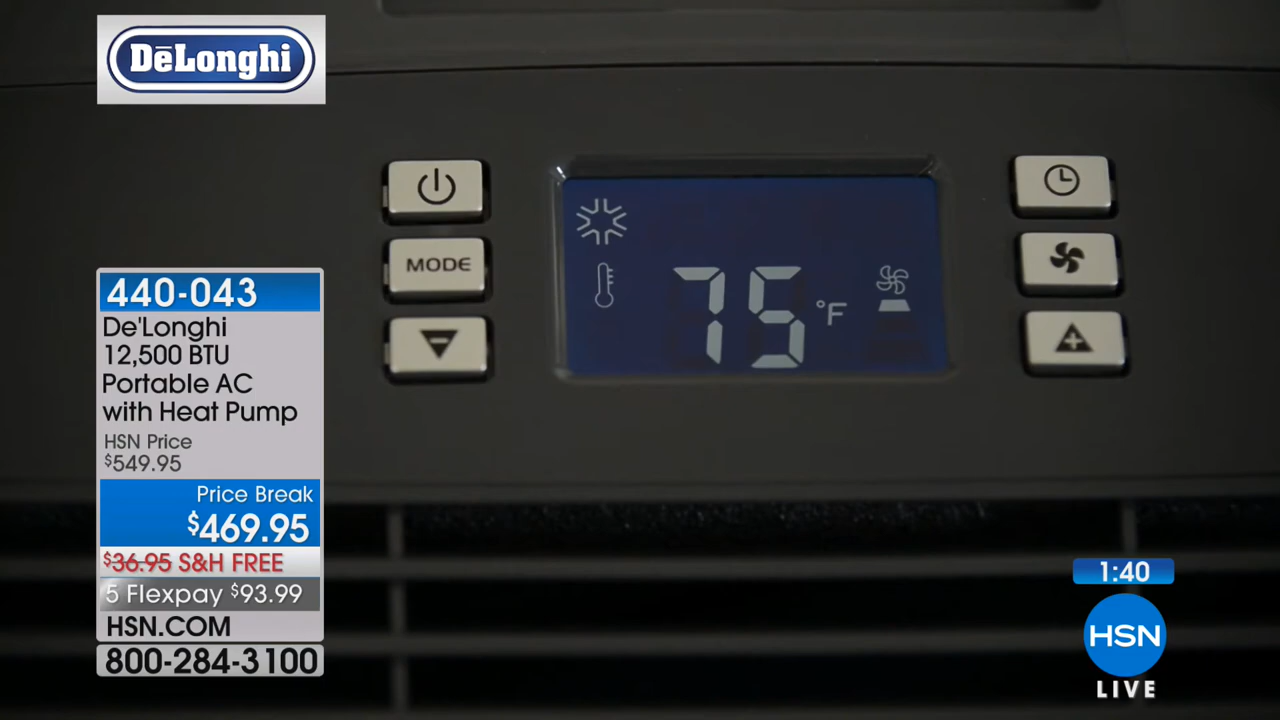 DēLonghi
440-043
De'Longhi
12,500 BTU
Portable AC
with Heat Pump
HSN Price
$549.95
Price Break
$469.95
$36.95 S&H FREE
5 Flexpay $93.99
HSN.COM
800-284-3100
MODE
75 °F
1:40
HSN
LIVE